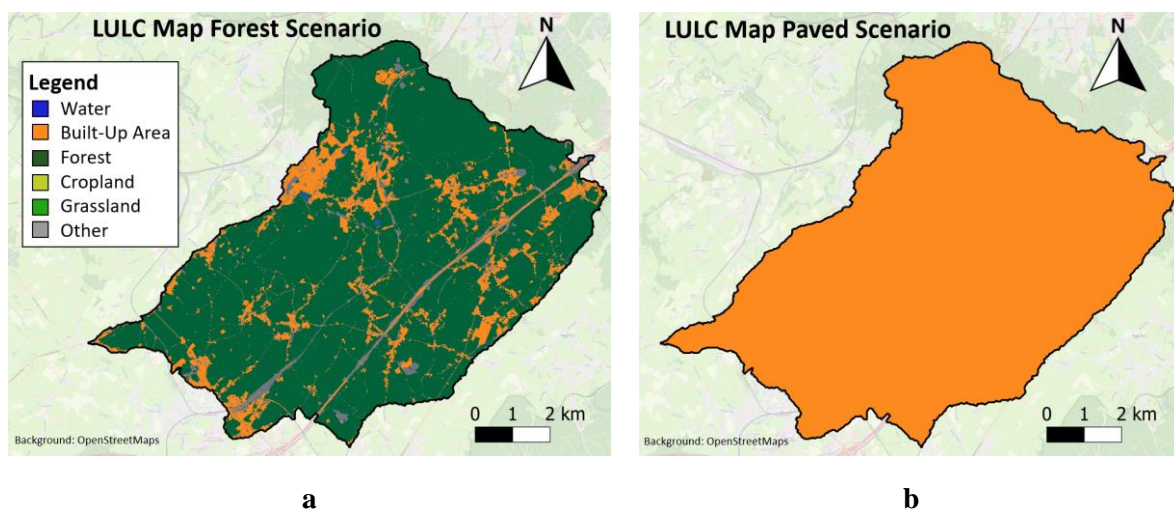 LULC Map Forest Scenario
N
Legend
Water
Built-Up Area
Forest
Cropland
Grassland
Other
0 1 2 km
Background: OpenStreetMaps
a
LULC Map Paved Scenario
N
0 1 2 km
Background: OpenStreetMaps
b